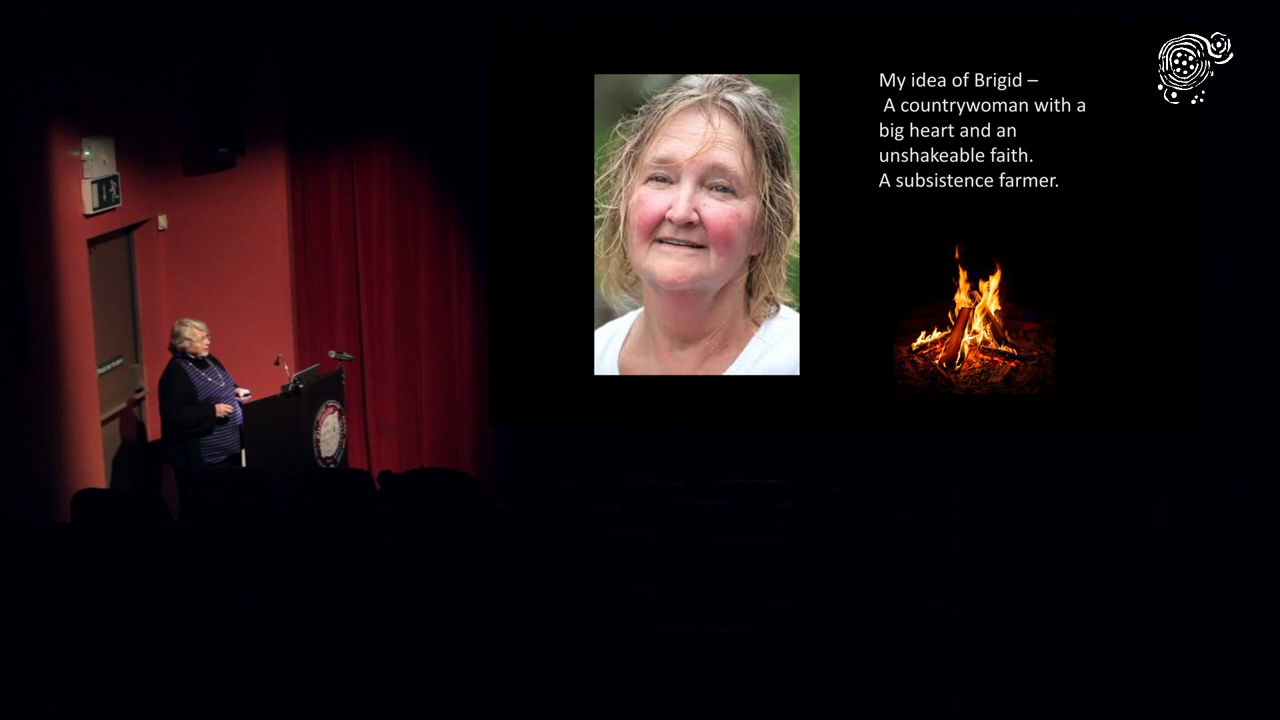 My idea of Brigid –
A countrywoman with a
big heart and an
unshakeable faith.
A subsistence farmer.